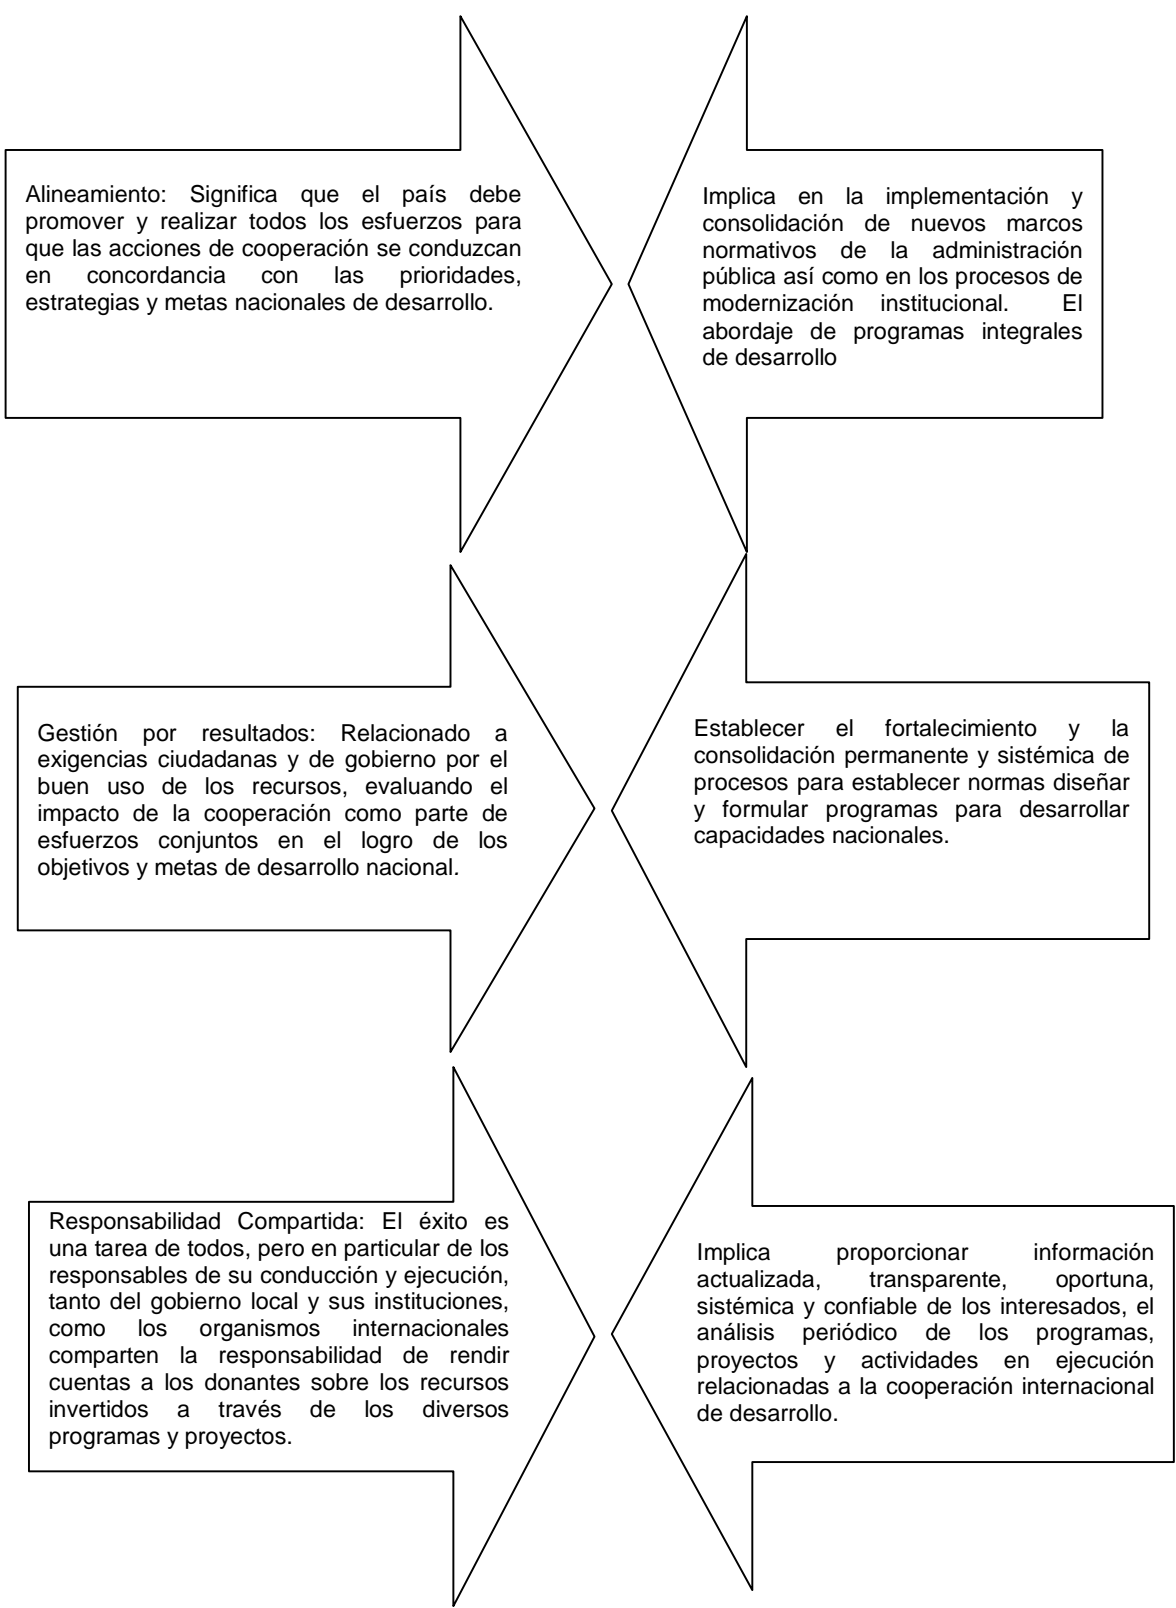 Alineamiento: Significa que el país debe
promover y realizar todos los esfuerzos para
que las acciones de cooperación se conduzcan
en concordancia con las prioridades,
estrategias y metas nacionales de desarrollo.
Implica en la implementación y
consolidación de nuevos marcos
normativos de la administración
pública así como en los procesos de
modernización institucional. El
abordaje de programas integrales
de desarrollo
Gestión por resultados: Relacionado a
exigencias ciudadanas y de gobierno por el
buen uso de los recursos, evaluando el
impacto de la cooperación como parte de
esfuerzos conjuntos en el logro de los
objetivos y metas de desarrollo nacional.
Establecer el fortalecimiento y la
consolidación permanente y sistémica de
procesos para establecer normas diseñar
y formular programas para desarrollar
capacidades nacionales.
Responsabilidad Compartida: El éxito es
una tarea de todos, pero en particular de los
responsables de su conducción y ejecución,
tanto del gobierno local y sus instituciones,
como los organismos internacionales
comparten la responsabilidad de rendir
cuentas a los donantes sobre los recursos
invertidos a través de los diversos
programas y proyectos.
Implica proporcionar información
actualizada, transparente, oportuna,
sistémica y confiable de los interesados, el
análisis periódico de los programas,
proyectos y actividades en ejecución
relacionadas a la cooperación internacional
de desarrollo.